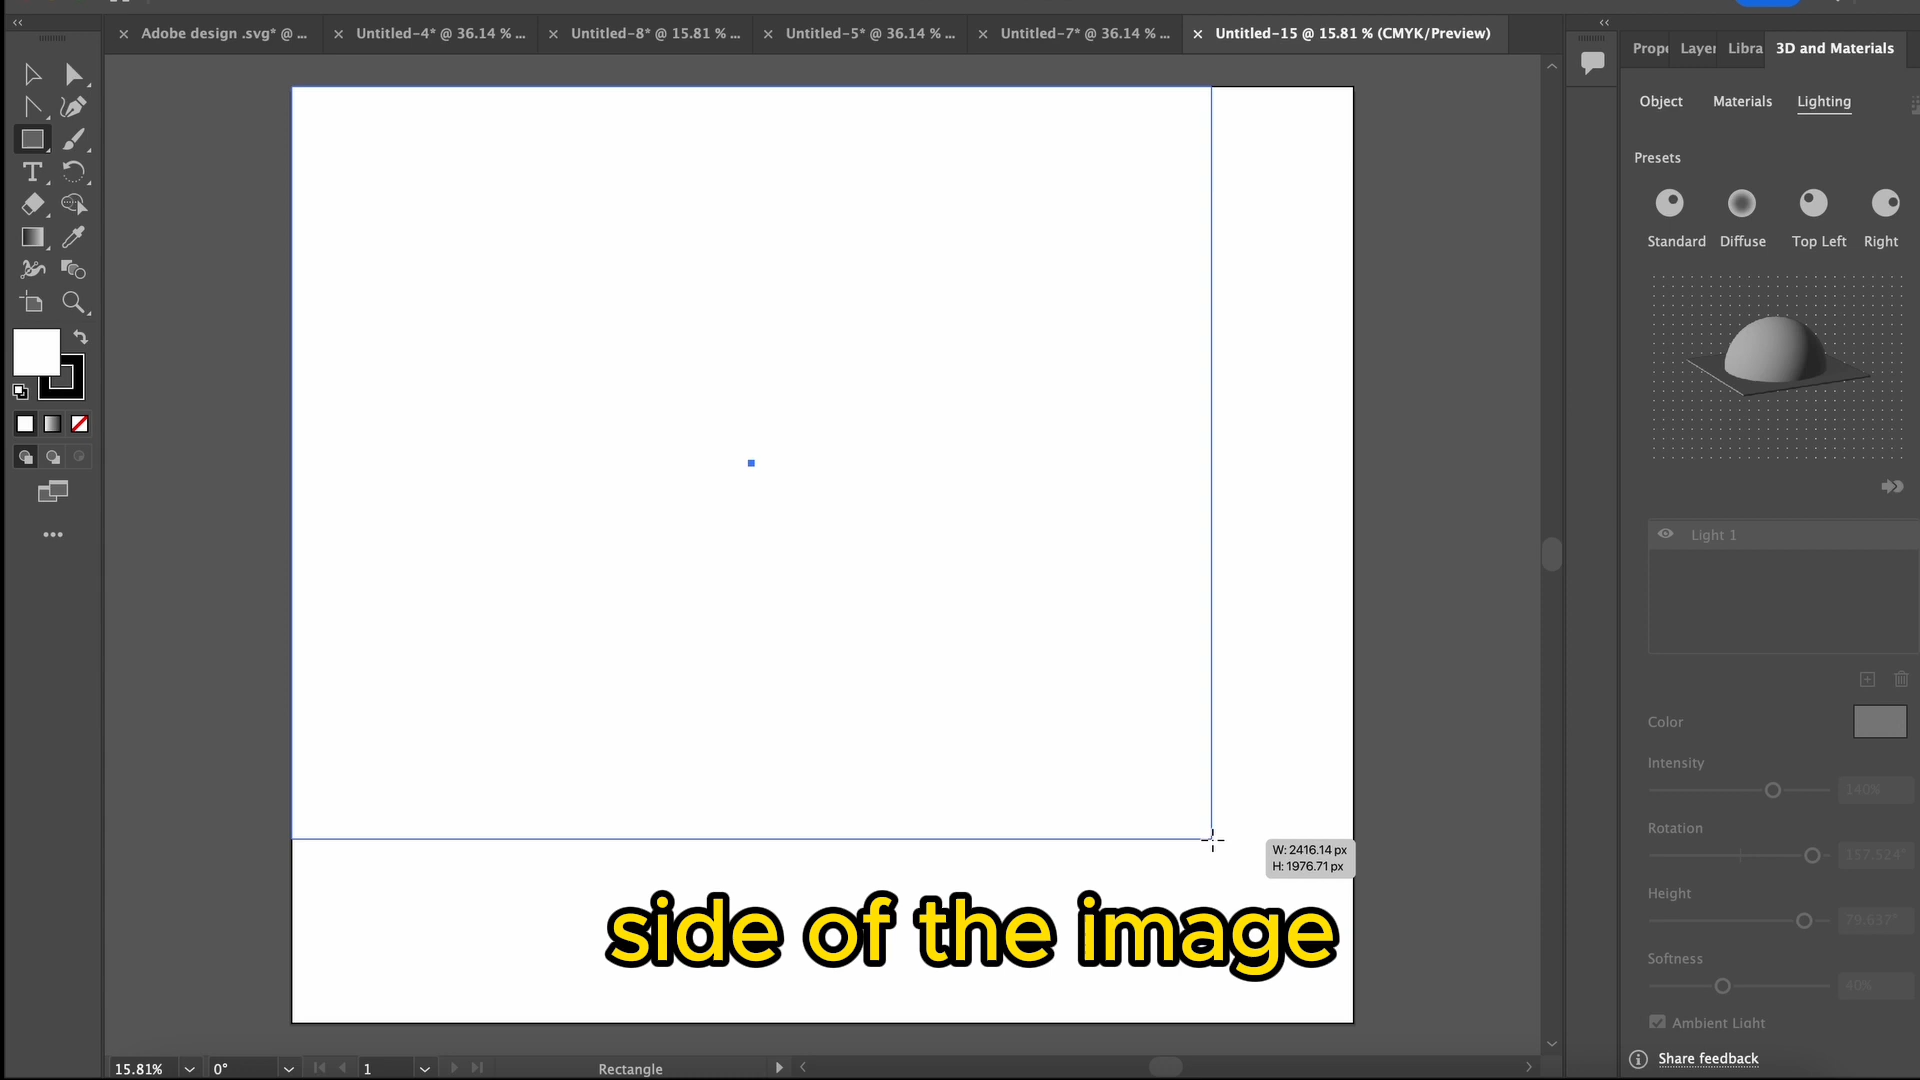 Adobe design .svg* @ ...
Untitled-4* @ 36.14 % ...
Untitled-8* @ 15.81 % ...
Untitled-5* @ 36.14 % ...
Untitled-7* @ 36.14 % ...
Untitled-15 @ 15.81 % (CMYK/Preview)
Prope
Layer
Libra
3D and Materials
Object
Materials
Lighting
Presets
Standard
Diffuse
Top Left
Right
Light 1
Color
Intensity
140%
Rotation
157.524°
Height
79.637°
Softness
40%
Ambient Light
Share feedback
W: 2416.14 px
H: 1976.71 px
side of the image
15.81%
0°
1
Rectangle